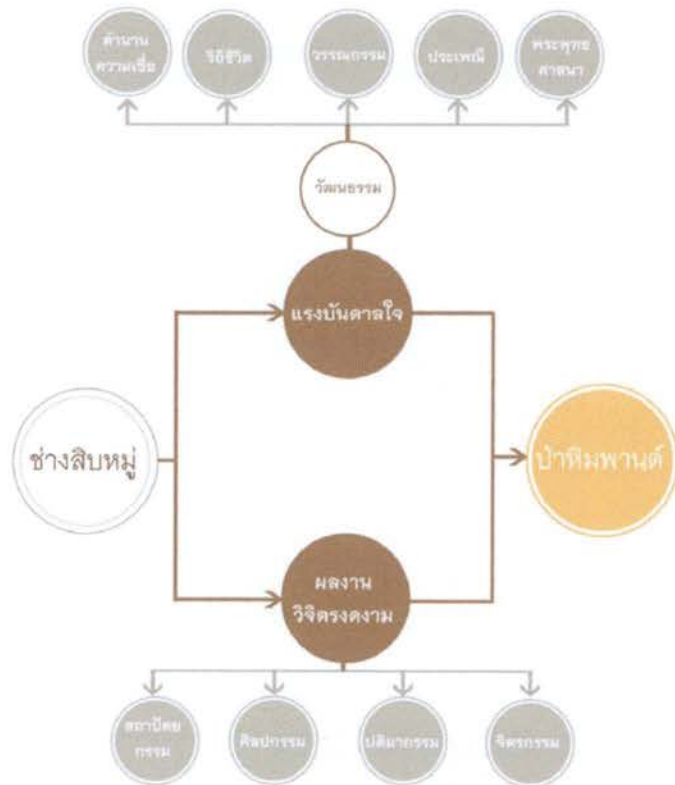 ตำนาน
ความเชื่อ
วิถีชีวิต
วรรณกรรม
ประเพณี
พระพุทธ
ศาสนา
วัฒนธรรม
แรงบันดาลใจ
ช่างสิบหมู่
ป่าหิมพานต์
ผลงาน
วิจิตรงดงาม
สถาปัตย
กรรม
ศิลปกรรม
ปติมากรรม
จิตรกรรม